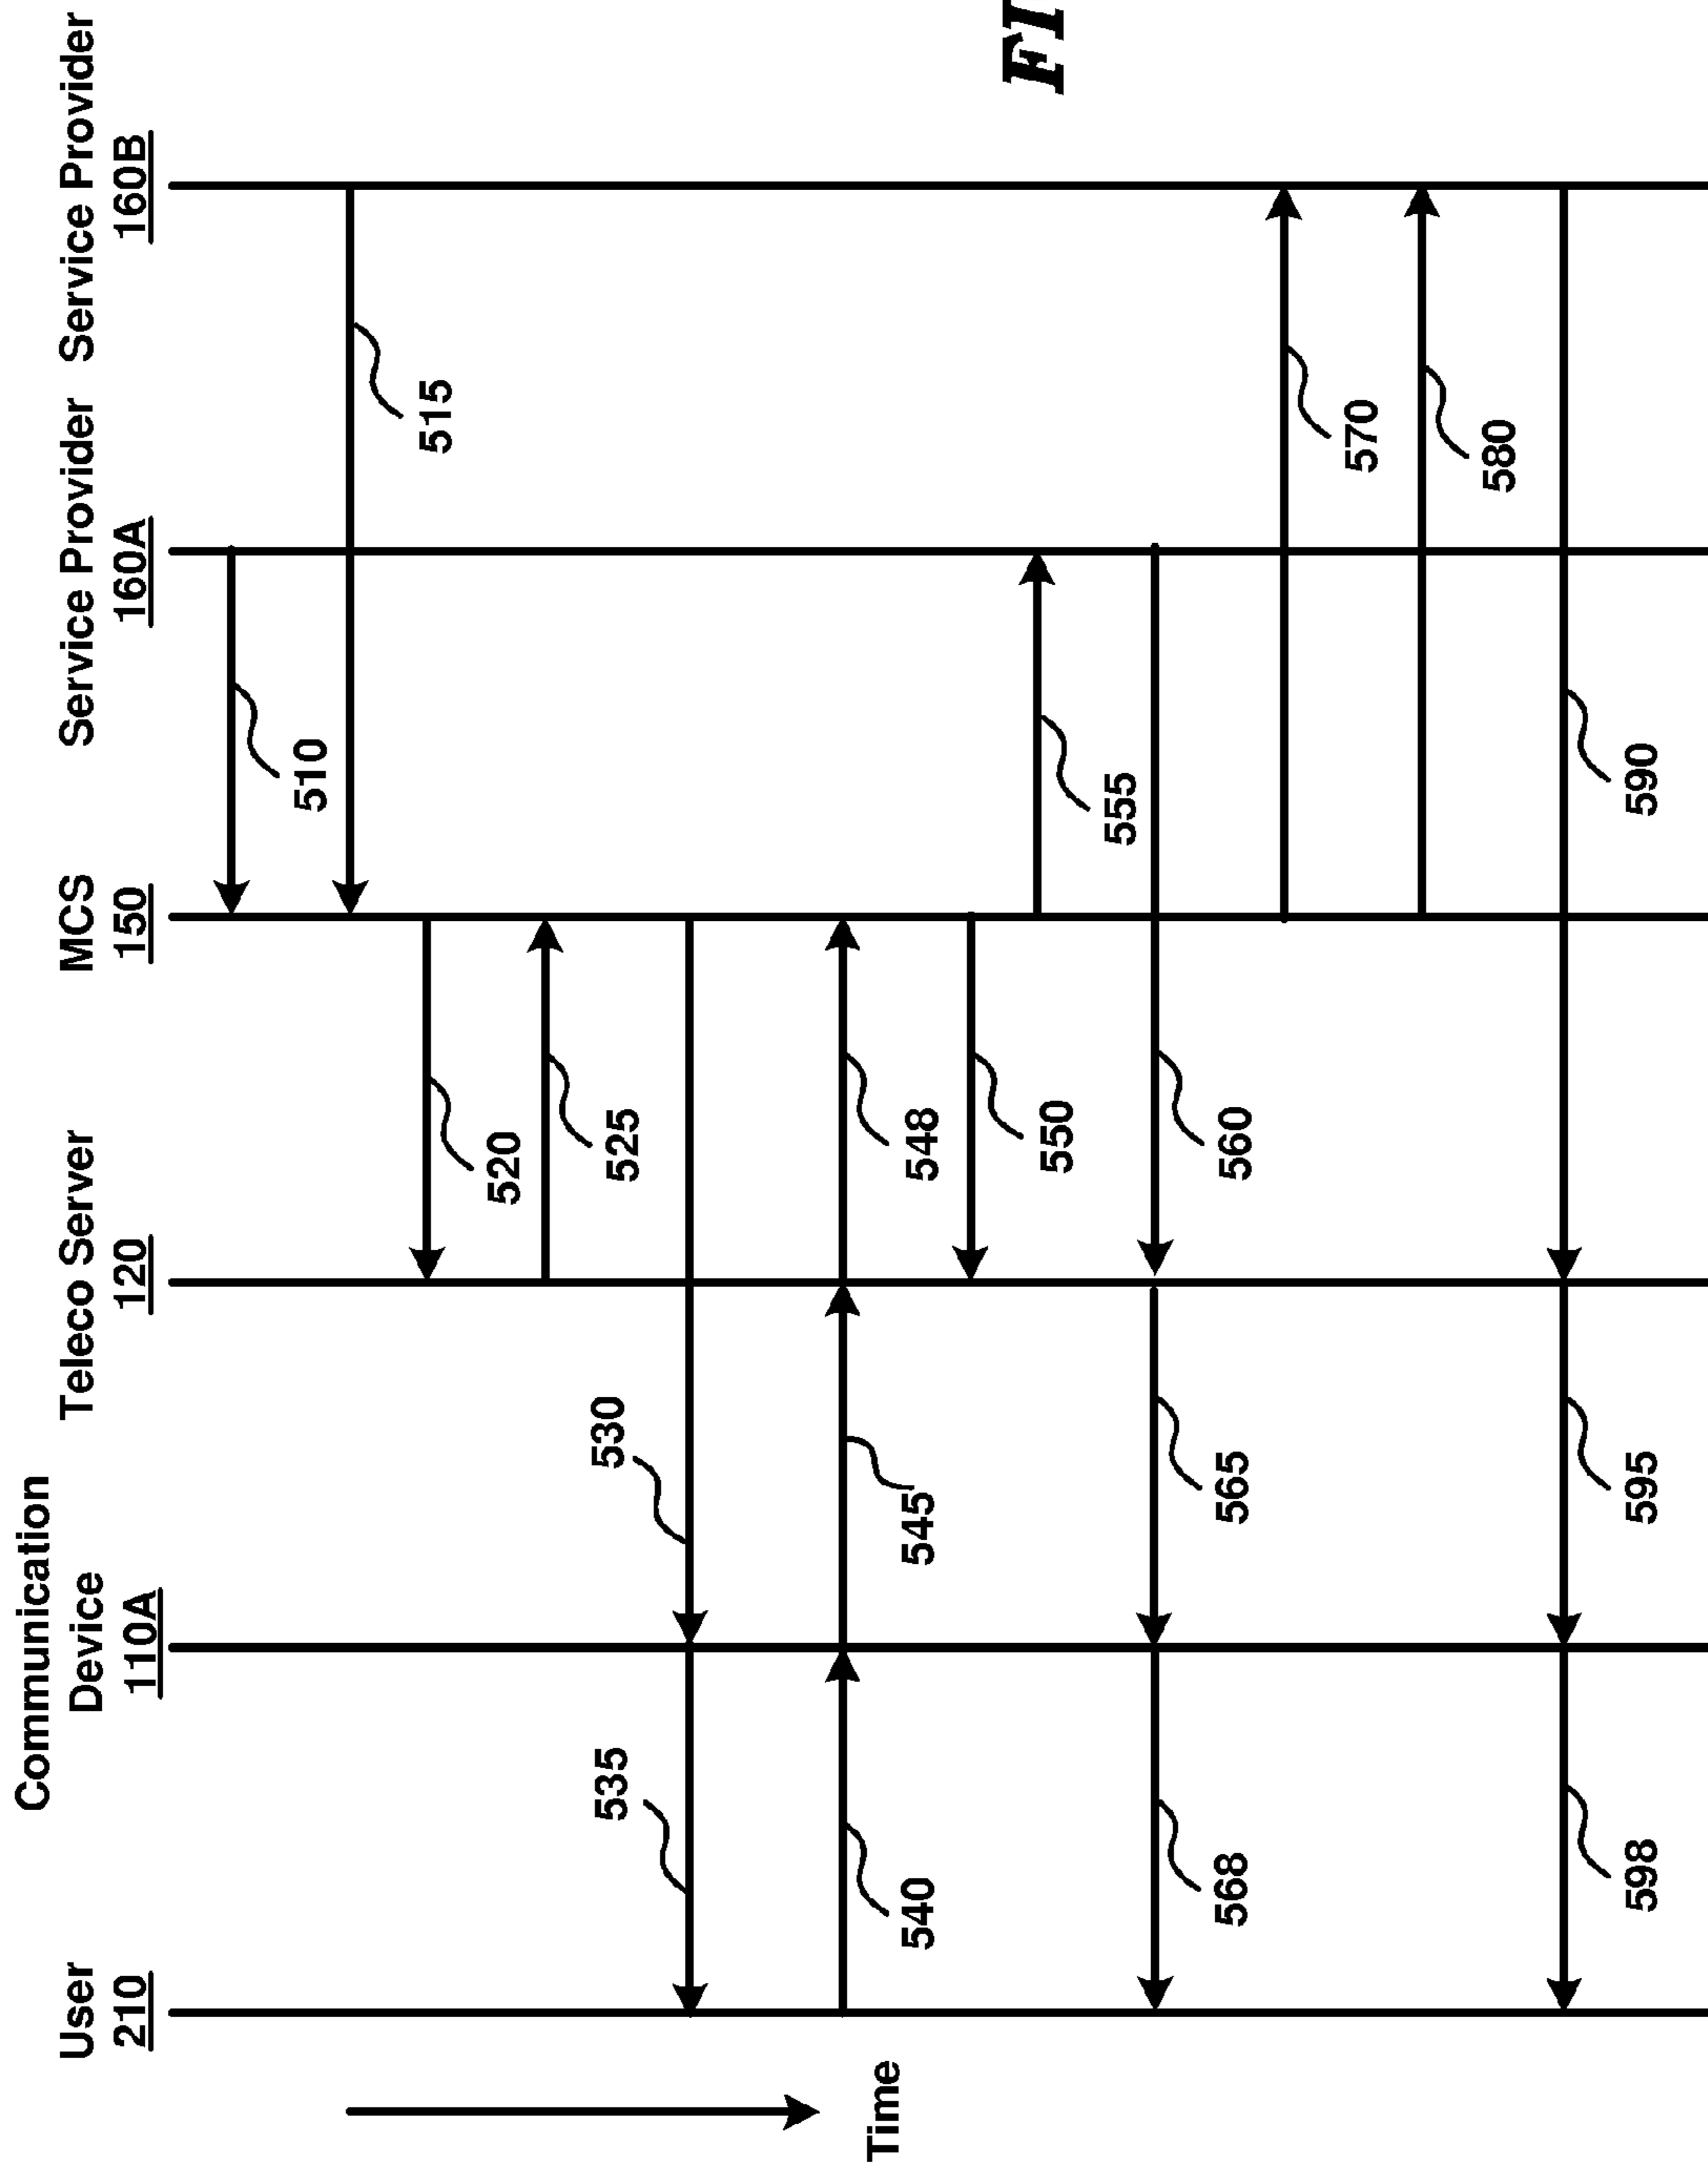 User
210
Communication
Device
110A
Teleco Server
120
MCS
150
Service Provider
160A
Service Provider
160B
Time
510
515
520
525
530
535
540
545
548
550
555
560
565
568
570
580
590
595
598
FI